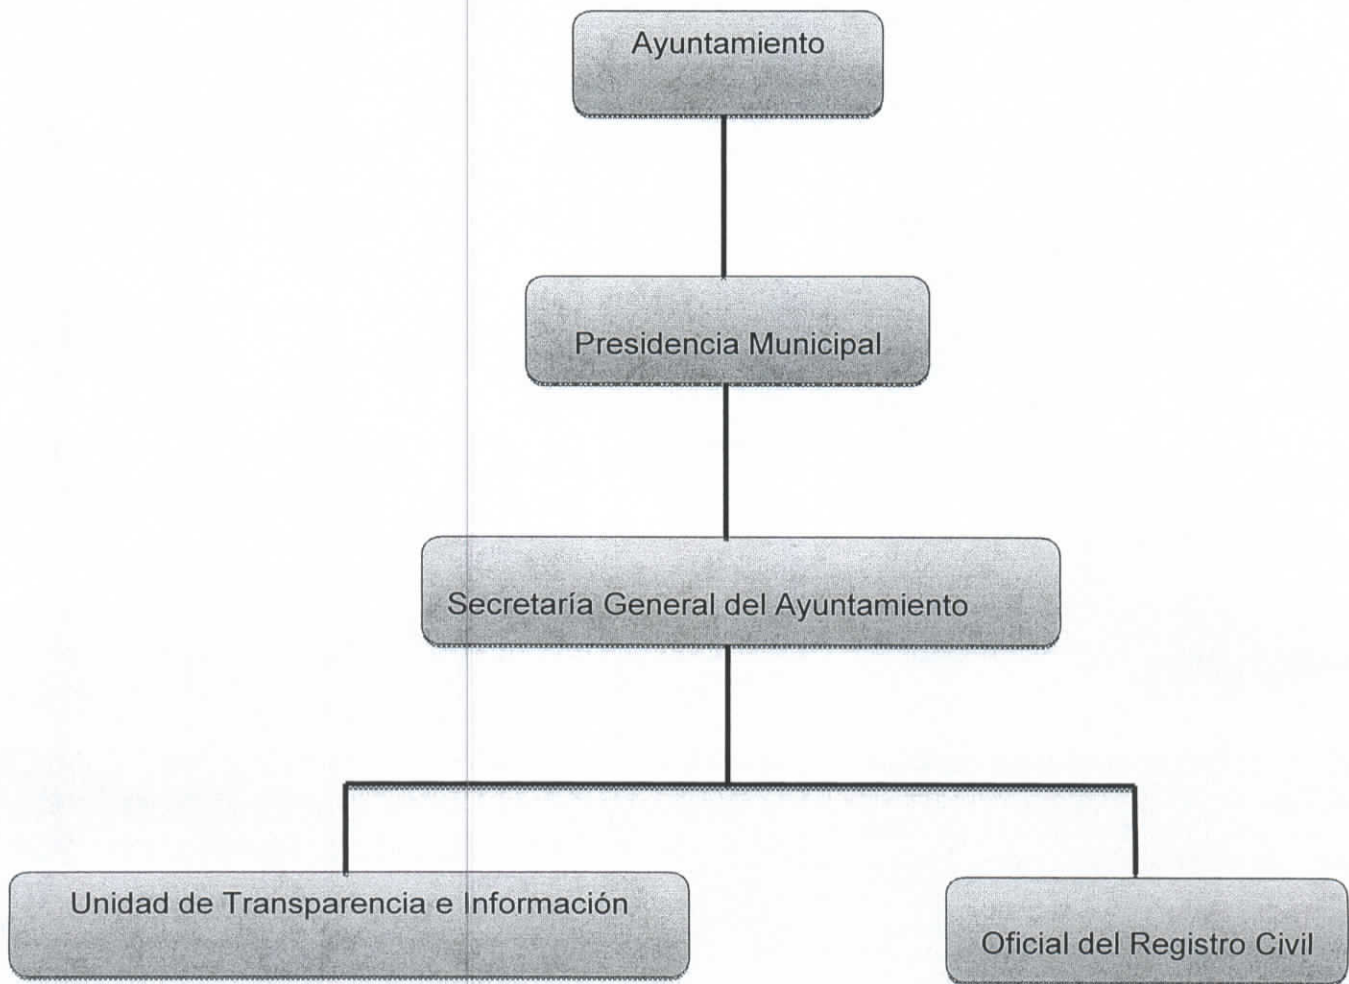 Ayuntamiento
Presidencia Municipal
Secretaría General del Ayuntamiento
Unidad de Transparencia e Información
Oficial del Registro Civil